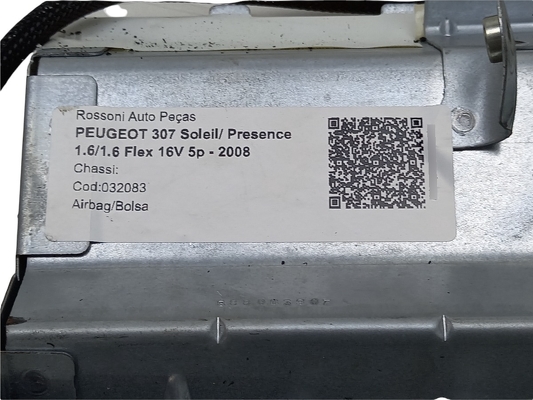 Rossoni Auto Peças
PEUGEOT 307 Soleil/ Presence
1.6/1.6 Flex 16V 5p - 2008
Chassi:
Cod:032083
Airbag/Bolsa